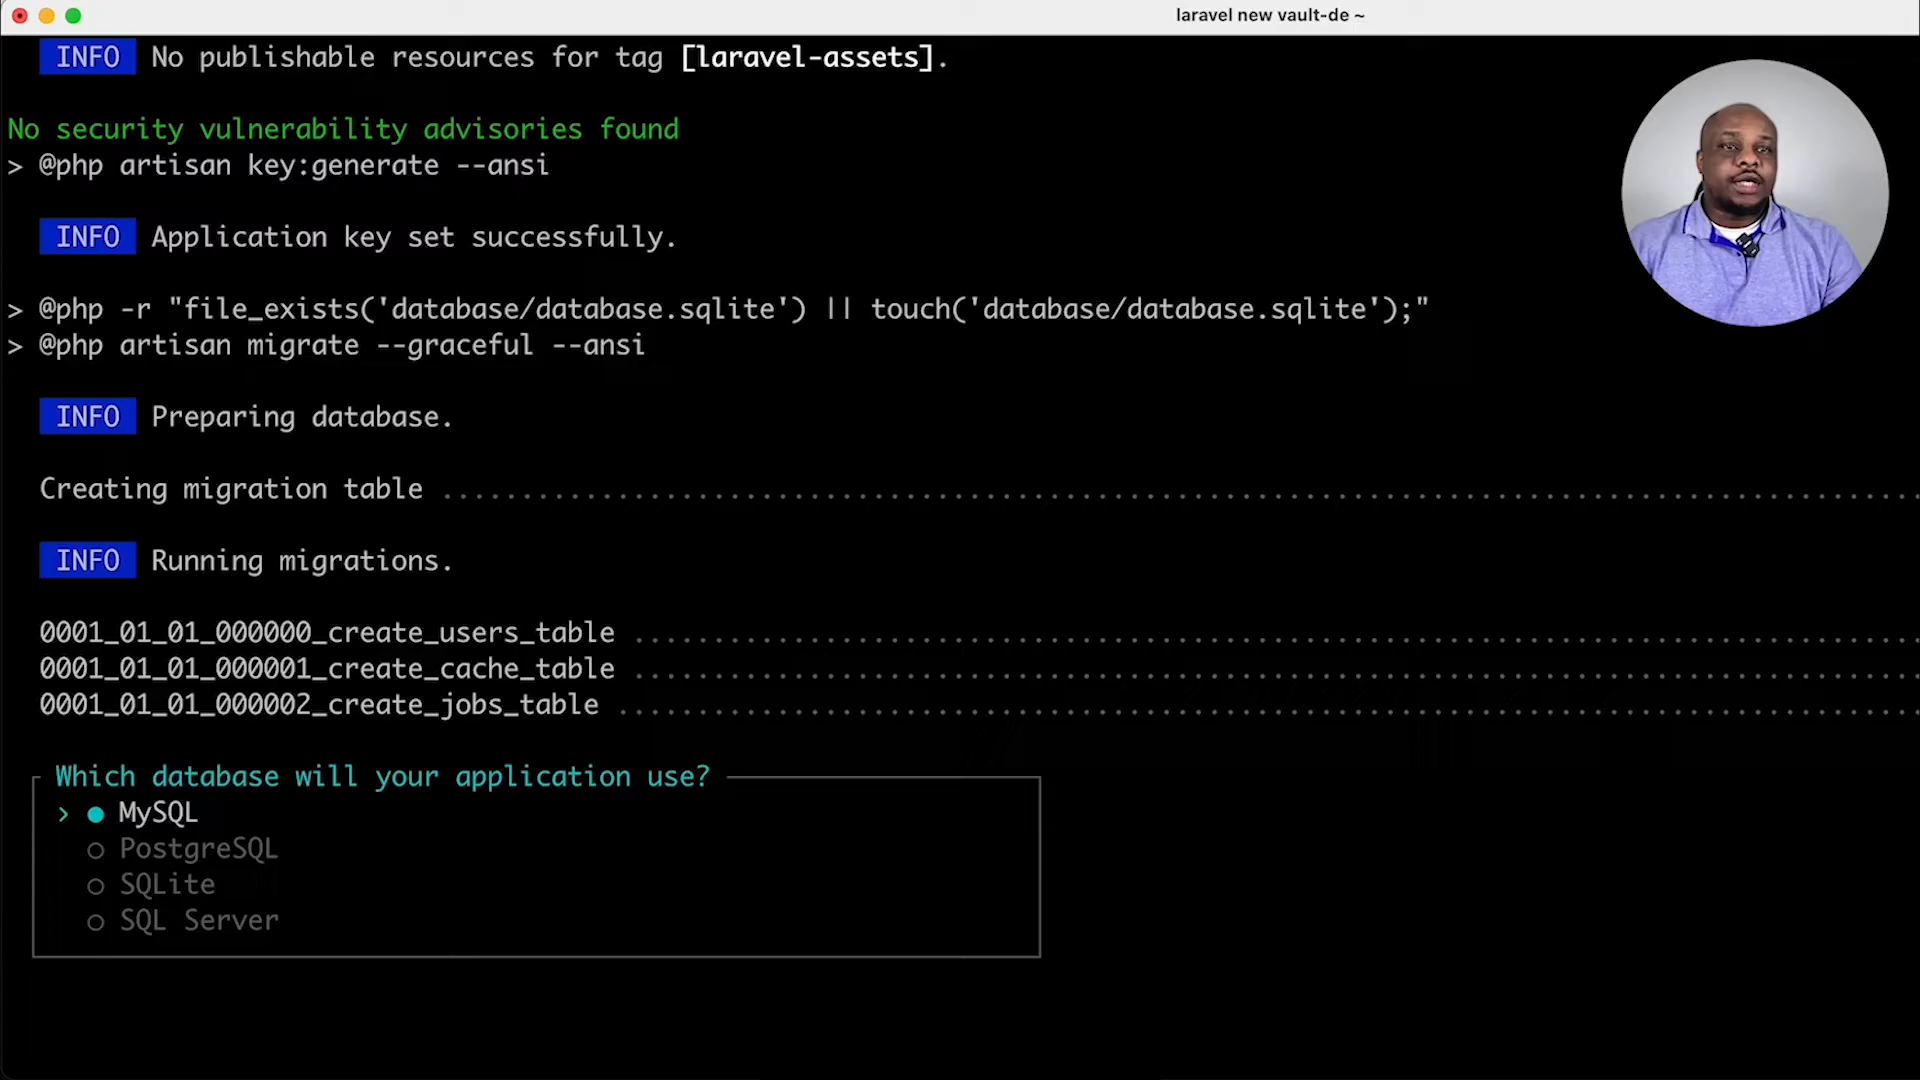 laravel new vault-de ~
INFO No publishable resources for tag [laravel-assets].
No security vulnerability advisories found
> @php artisan key:generate --ansi
INFO Application key set successfully.
> @php -r "file_exists('database/database.sqlite') || touch('database/database.sqlite');"
> @php artisan migrate --graceful --ansi
INFO Preparing database.
Creating migration table ............................................................................................
INFO Running migrations.
0001_01_01_000000_create_users_table ................................................................................
0001_01_01_000001_create_cache_table ................................................................................
0001_01_01_000002_create_jobs_table .................................................................................
Which database will your application use?
› ● MySQL
○ PostgreSQL
○ SQLite
○ SQL Server